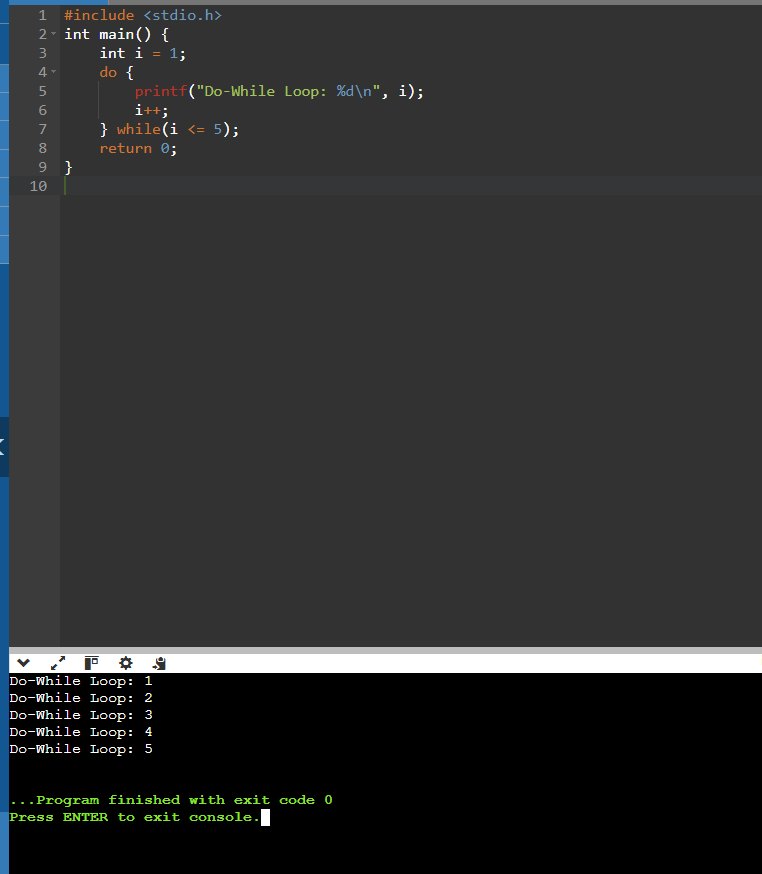 1 #include <stdio.h>
2 int main() {
3     int i = 1;
4     do {
5         printf("Do-While Loop: %d\n", i);
6         i++;
7     } while(i <= 5);
8     return 0;
9 }
10
Do-While Loop: 1
Do-While Loop: 2
Do-While Loop: 3
Do-While Loop: 4
Do-While Loop: 5
...Program finished with exit code 0
Press ENTER to exit console.